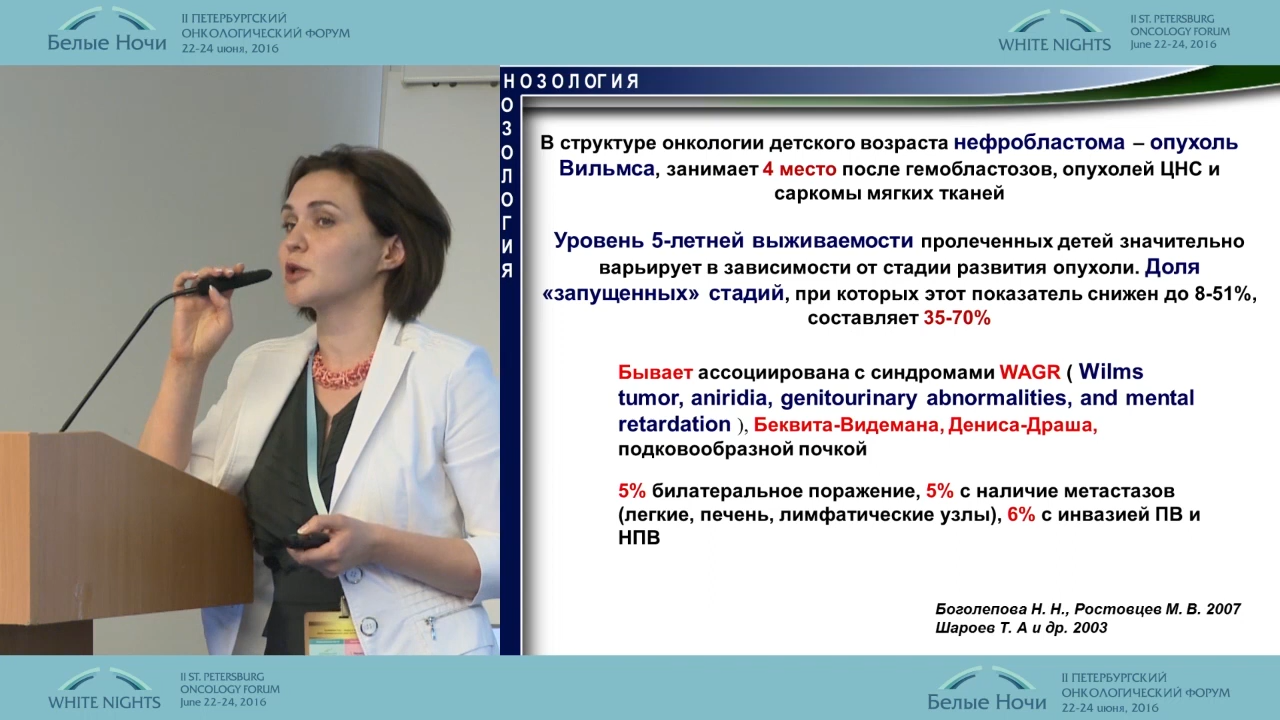 II ПЕТЕРБУРГСКИЙ
ОНКОЛОГИЧЕСКИЙ ФОРУМ
22-24 июня, 2016
Белые Ночи
II ST. PETERSBURG
ONCOLOGY FORUM
June 22-24, 2016
WHITE NIGHTS
НОЗОЛОГИЯ
НОЗОЛОГИЯ
В структуре онкологии детского возраста нефробластома – опухоль
Вильмса, занимает 4 место после гемобластозов, опухолей ЦНС и
саркомы мягких тканей
Уровень 5-летней выживаемости пролеченных детей значительно
варьирует в зависимости от стадии развития опухоли. Доля
«запущенных» стадий, при которых этот показатель снижен до 8-51%,
составляет 35-70%
Бывает ассоциирована с синдромами WAGR ( Wilms
tumor, aniridia, genitourinary abnormalities, and mental
retardation ), Беквита-Видемана, Дениса-Драша,
подковообразной почкой
5% билатеральное поражение, 5% с наличие метастазов
(легкие, печень, лимфатические узлы), 6% с инвазией ПВ и
НПВ
Боголепова Н. Н., Ростовцев М. В. 2007
Шароев Т. А и др. 2003
WHITE NIGHTS
II ST. PETERSBURG
ONCOLOGY FORUM
June 22-24, 2016
Белые Ночи
II ПЕТЕРБУРГСКИЙ
ОНКОЛОГИЧЕСКИЙ ФОРУМ
22-24 июня, 2016